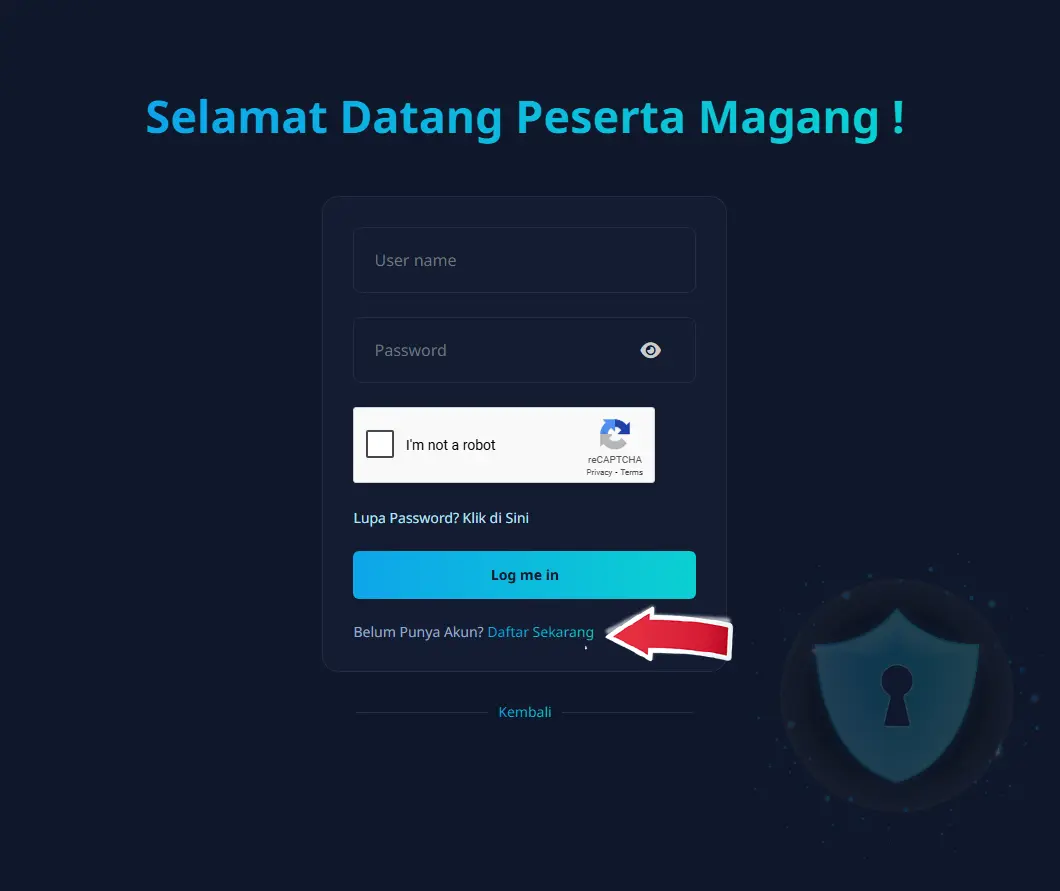 Selamat Datang Peserta Magang !
User name
Password
I'm not a robot
reCAPTCHA
Privacy - Terms
Lupa Password? Klik di Sini
Log me in
Belum Punya Akun? Daftar Sekarang
Kembali